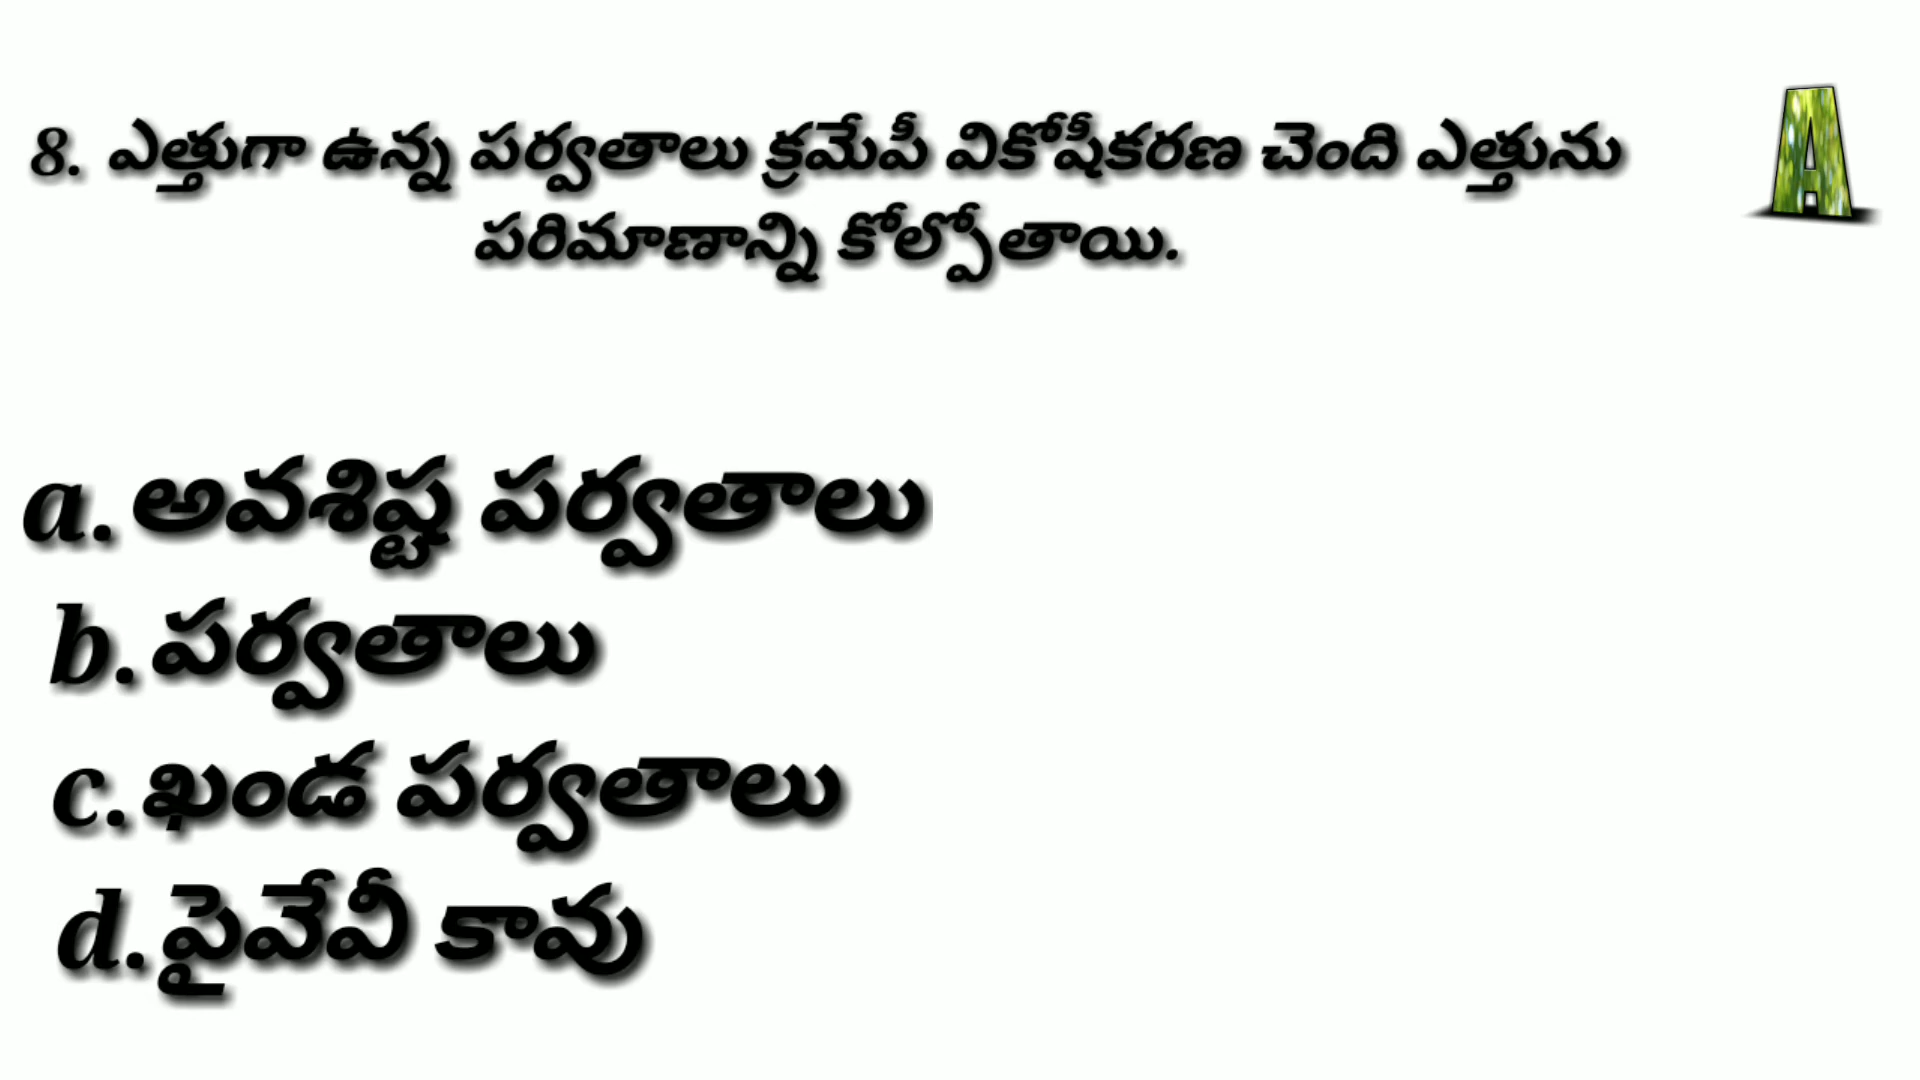 8. ఎత్తుగా ఉన్న పర్వతాలు క్రమేపీ వికోషీకరణ చెంది ఎత్తును
A
పరిమాణాన్ని కోల్పోతాయి.
a.అవశిష్ట పర్వతాలు
b.పర్వతాలు
c.ఖండ పర్వతాలు
d.పైవేవీ కావు